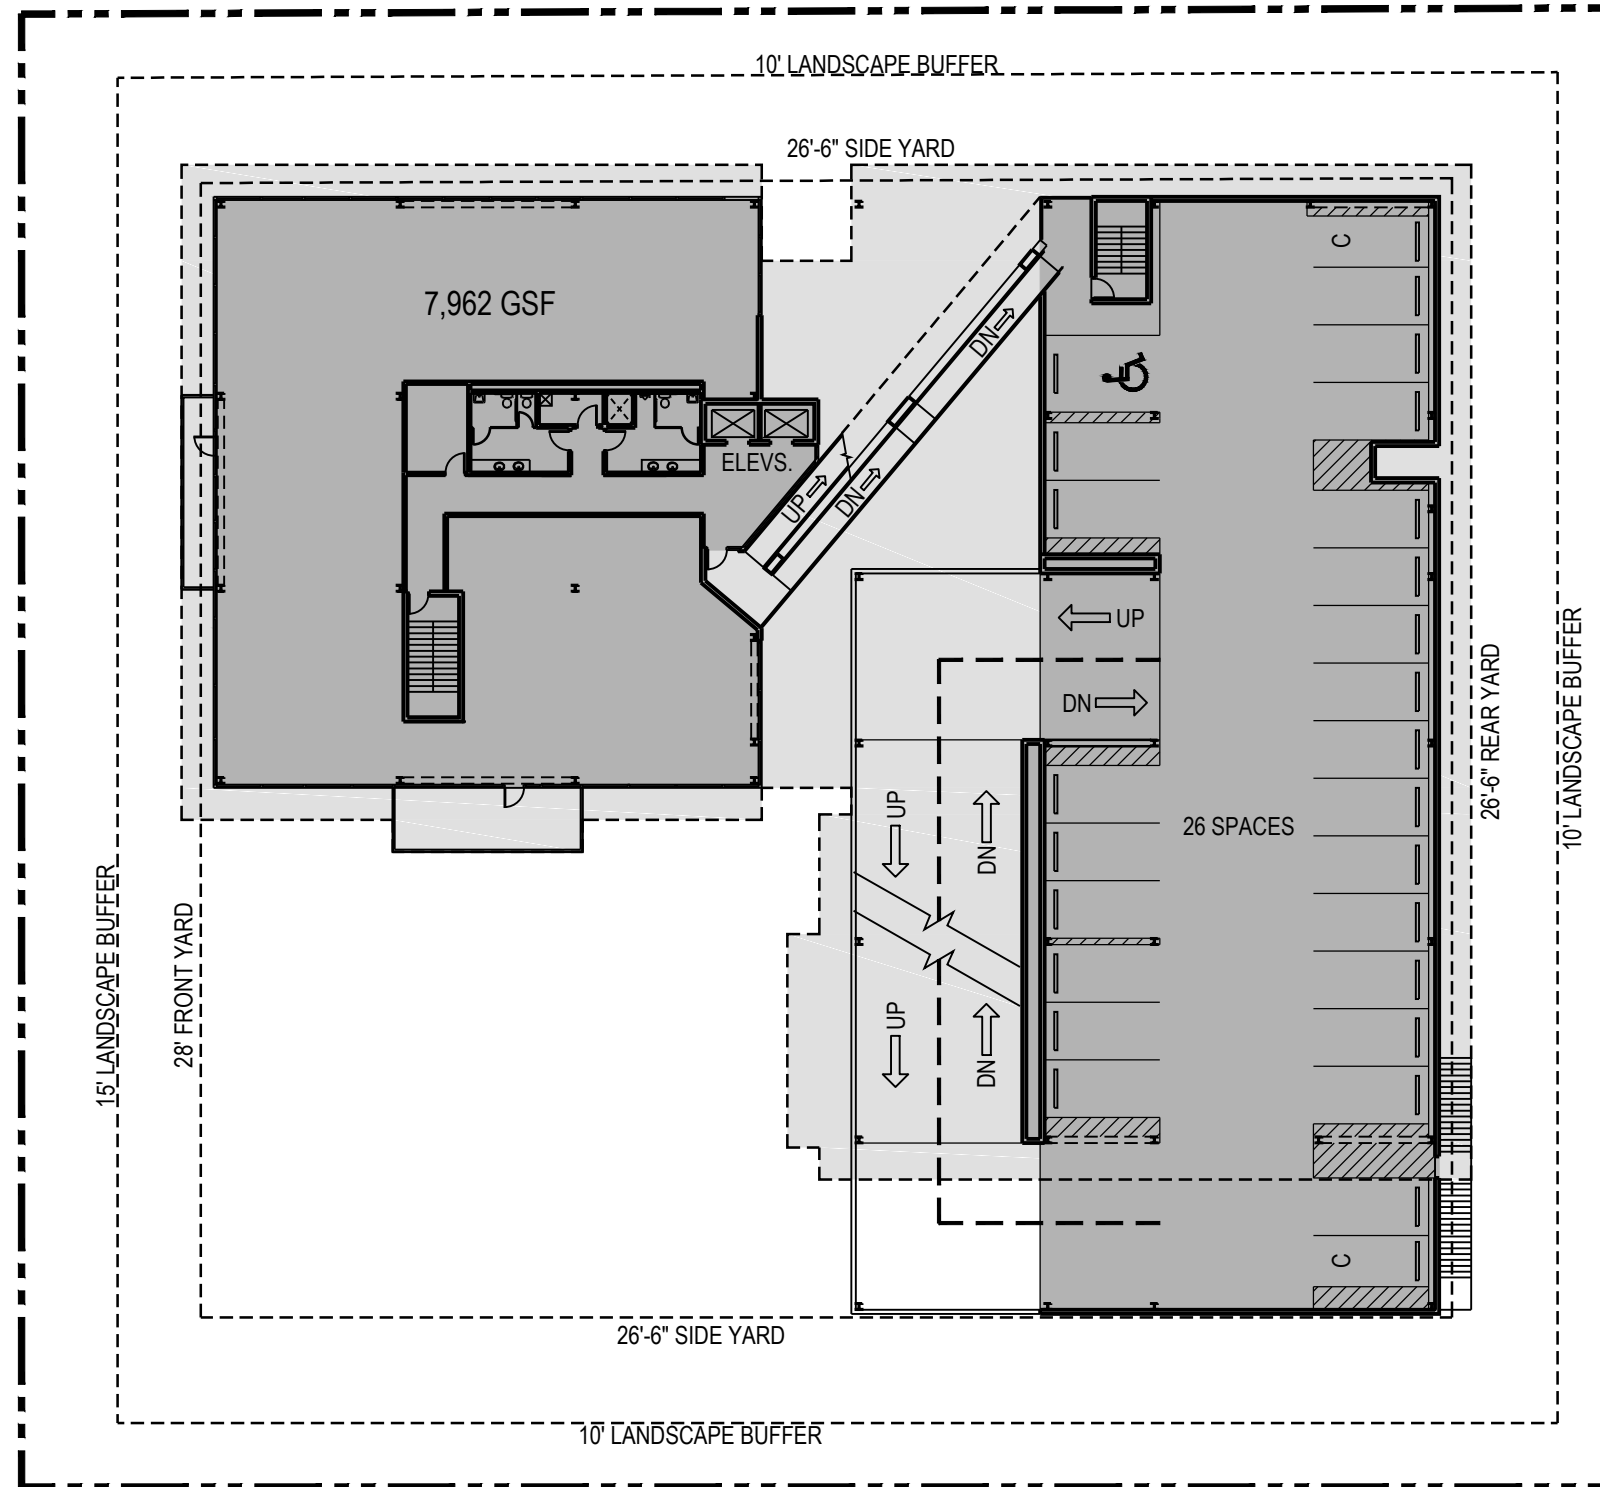 10' LANDSCAPE BUFFER
26'-6" SIDE YARD
C
7,962 GSF
DN
ELEVS.
UP
DN
UP
DN
26'-6" REAR YARD
10' LANDSCAPE BUFFER
UP
DN
26 SPACES
15' LANDSCAPE BUFFER
28' FRONT YARD
UP
DN
C
26'-6" SIDE YARD
10' LANDSCAPE BUFFER